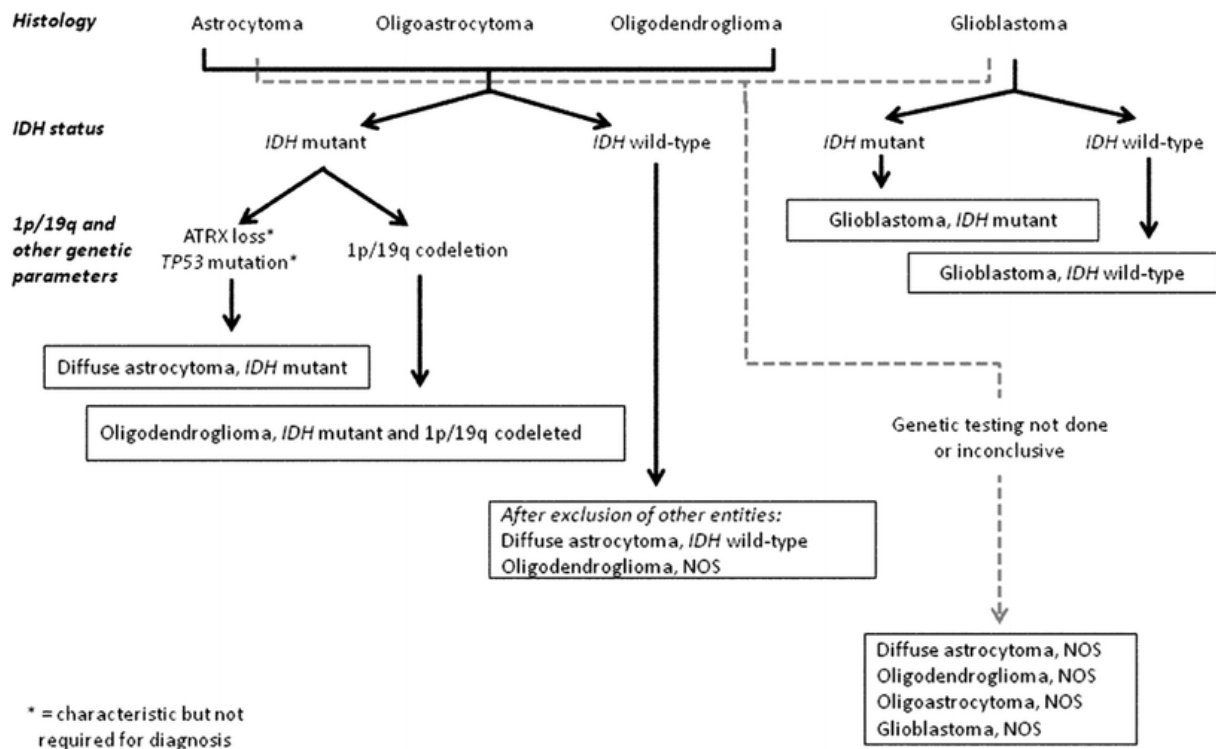 Histology
Astrocytoma
Oligoastrocytoma
Oligodendroglioma
Glioblastoma
IDH status
IDH mutant
IDH wild-type
IDH mutant
IDH wild-type
1p/19q and
other genetic
parameters
ATRX loss*
TP53 mutation*
1p/19q codeletion
Glioblastoma, IDH mutant
Glioblastoma, IDH wild-type
Diffuse astrocytoma, IDH mutant
Oligodendroglioma, IDH mutant and 1p/19q codeleted
Genetic testing not done
or inconclusive
After exclusion of other entities:
Diffuse astrocytoma, IDH wild-type
Oligodendroglioma, NOS
Diffuse astrocytoma, NOS
Oligodendroglioma, NOS
Oligoastrocytoma, NOS
Glioblastoma, NOS
* = characteristic but not
required for diagnosis